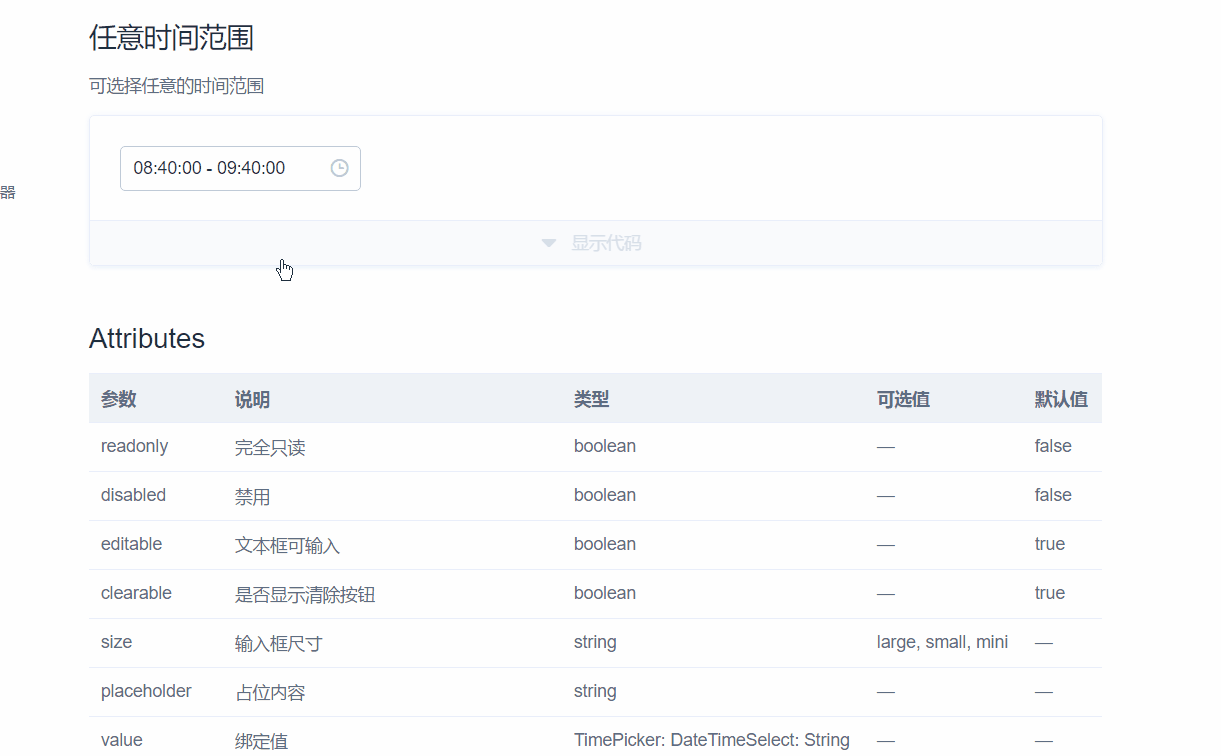 任意时间范围
可选择任意的时间范围
08:40:00 - 09:40:00
器
显示代码
Attributes
参数 说明 类型 可选值 默认值
readonly 完全只读 boolean — false
disabled 禁用 boolean — false
editable 文本框可输入 boolean — true
clearable 是否显示清除按钮 boolean — true
size 输入框尺寸 string large, small, mini —
placeholder 占位内容 string — —
value 绑定值 TimePicker: DateTimeSelect: String — —